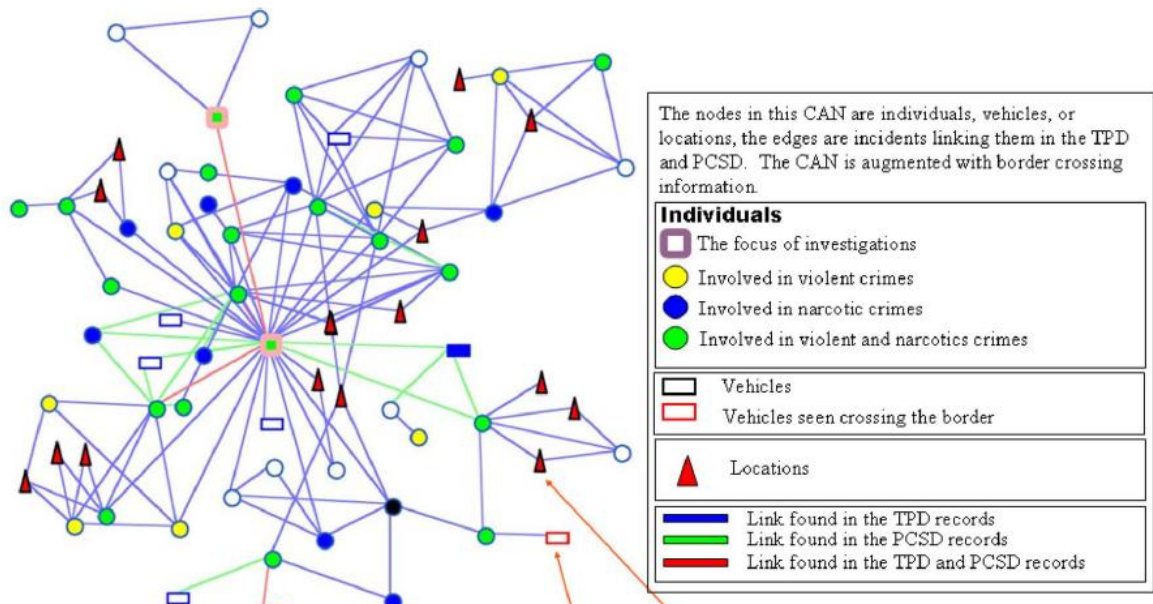 The nodes in this CAN are individuals, vehicles, or
locations, the edges are incidents linking them in the TPD
and PCSD.  The CAN is augmented with border crossing
information.
Individuals
The focus of investigations
Involved in violent crimes
Involved in narcotic crimes
Involved in violent and narcotics crimes
Vehicles
Vehicles seen crossing the border
Locations
Link found in the TPD records
Link found in the PCSD records
Link found in the TPD and PCSD records